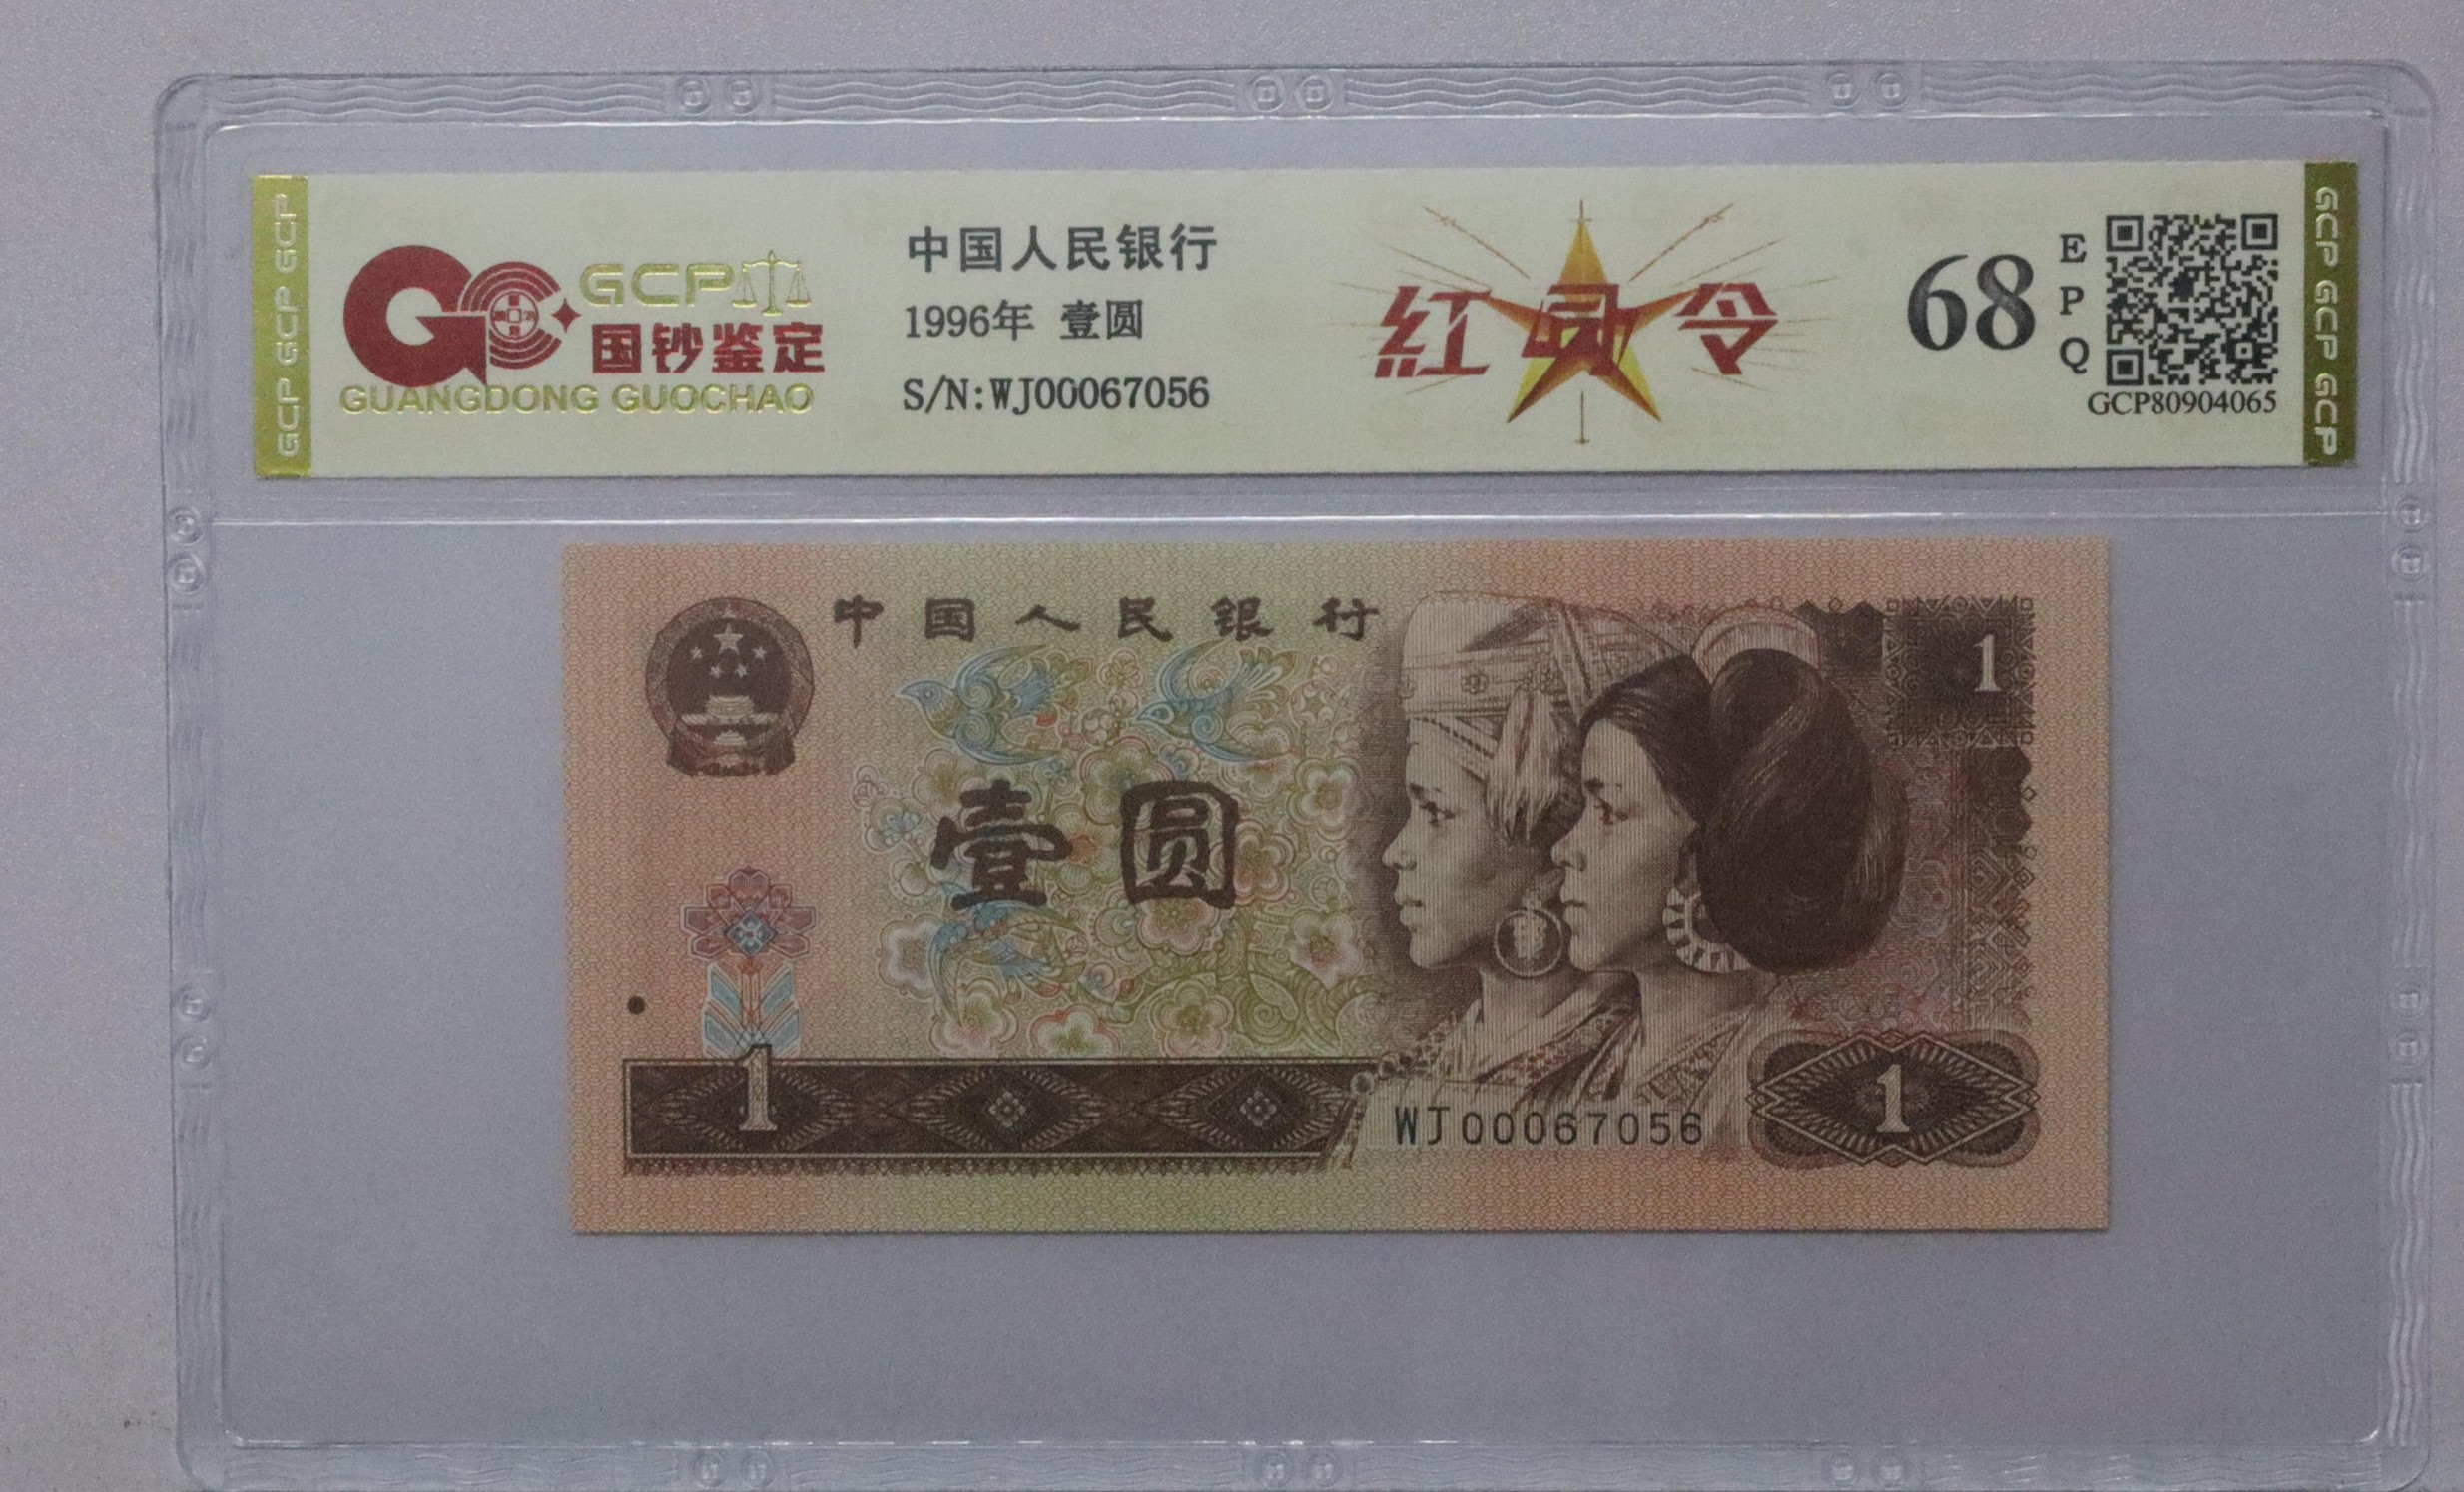 GCP GCP GCP
GCP
国钞鉴定
GUANGDONG GUOCHAO
中国人民银行
1996年 壹圆
S/N:WJ00067056
紅 令
68
E
P
Q
GCP80904065
GCP GCP GCP GCP
中国人民银行
1
壹圆
1
WJ00067056
1